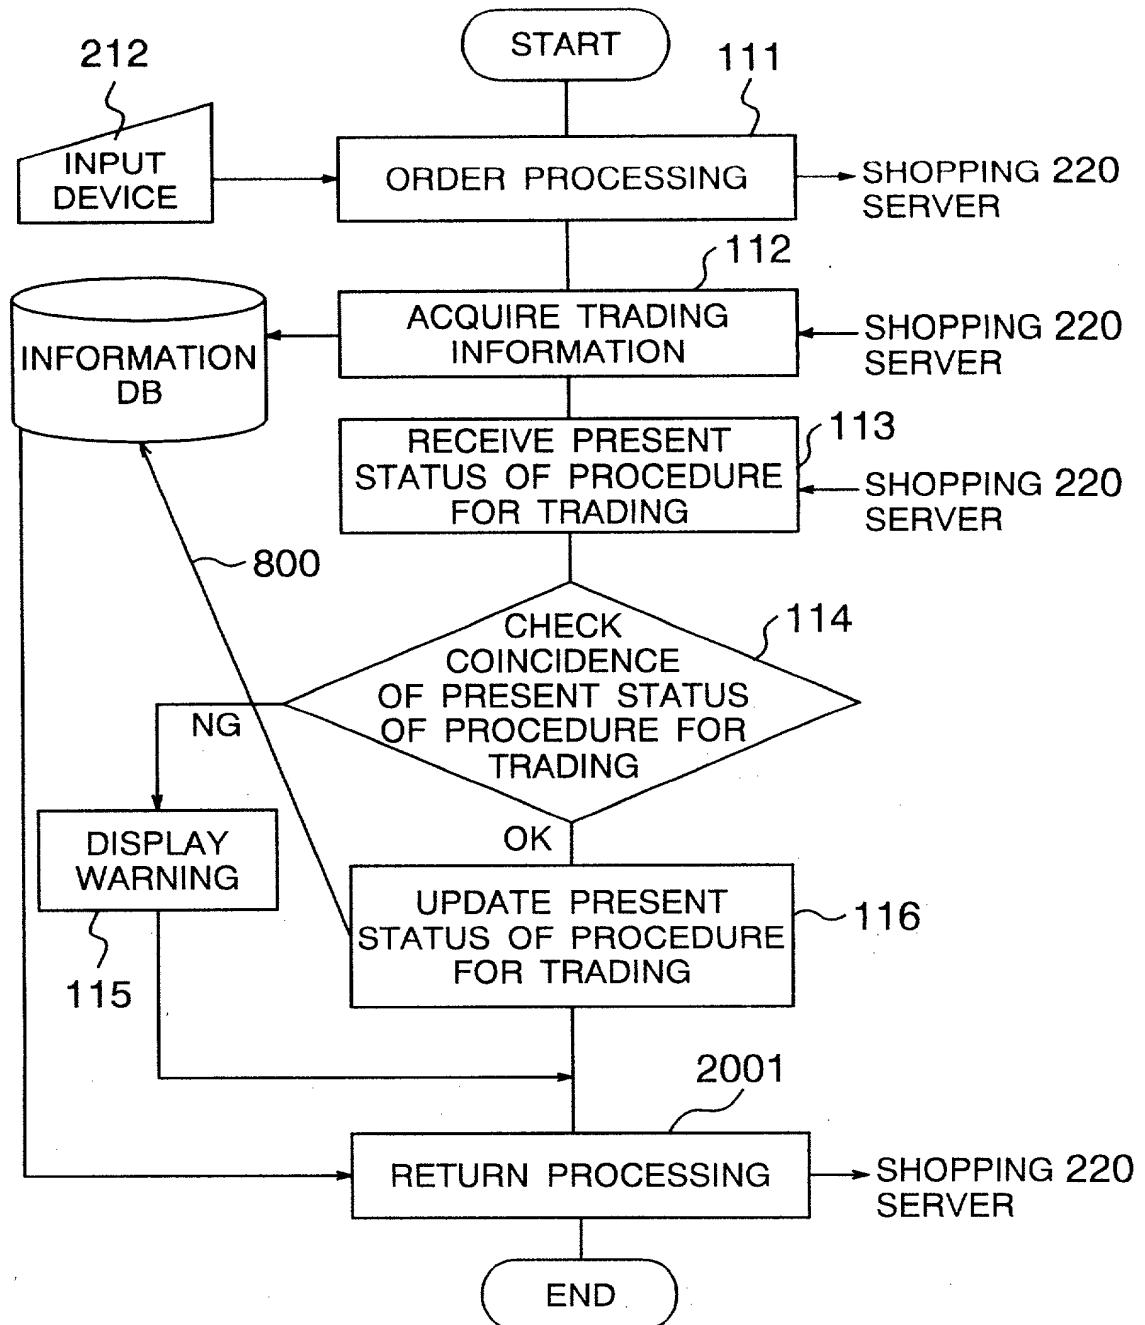 START
212
111
INPUT
DEVICE
ORDER PROCESSING
SHOPPING 220
SERVER
112
ACQUIRE TRADING
INFORMATION
SHOPPING 220
SERVER
INFORMATION
DB
113
RECEIVE PRESENT
STATUS OF PROCEDURE
FOR TRADING
SHOPPING 220
SERVER
800
114
CHECK
COINCIDENCE
OF PRESENT STATUS
OF PROCEDURE FOR
TRADING
NG
OK
DISPLAY
WARNING
115
UPDATE PRESENT
STATUS OF PROCEDURE
FOR TRADING
116
2001
RETURN PROCESSING
SHOPPING 220
SERVER
END